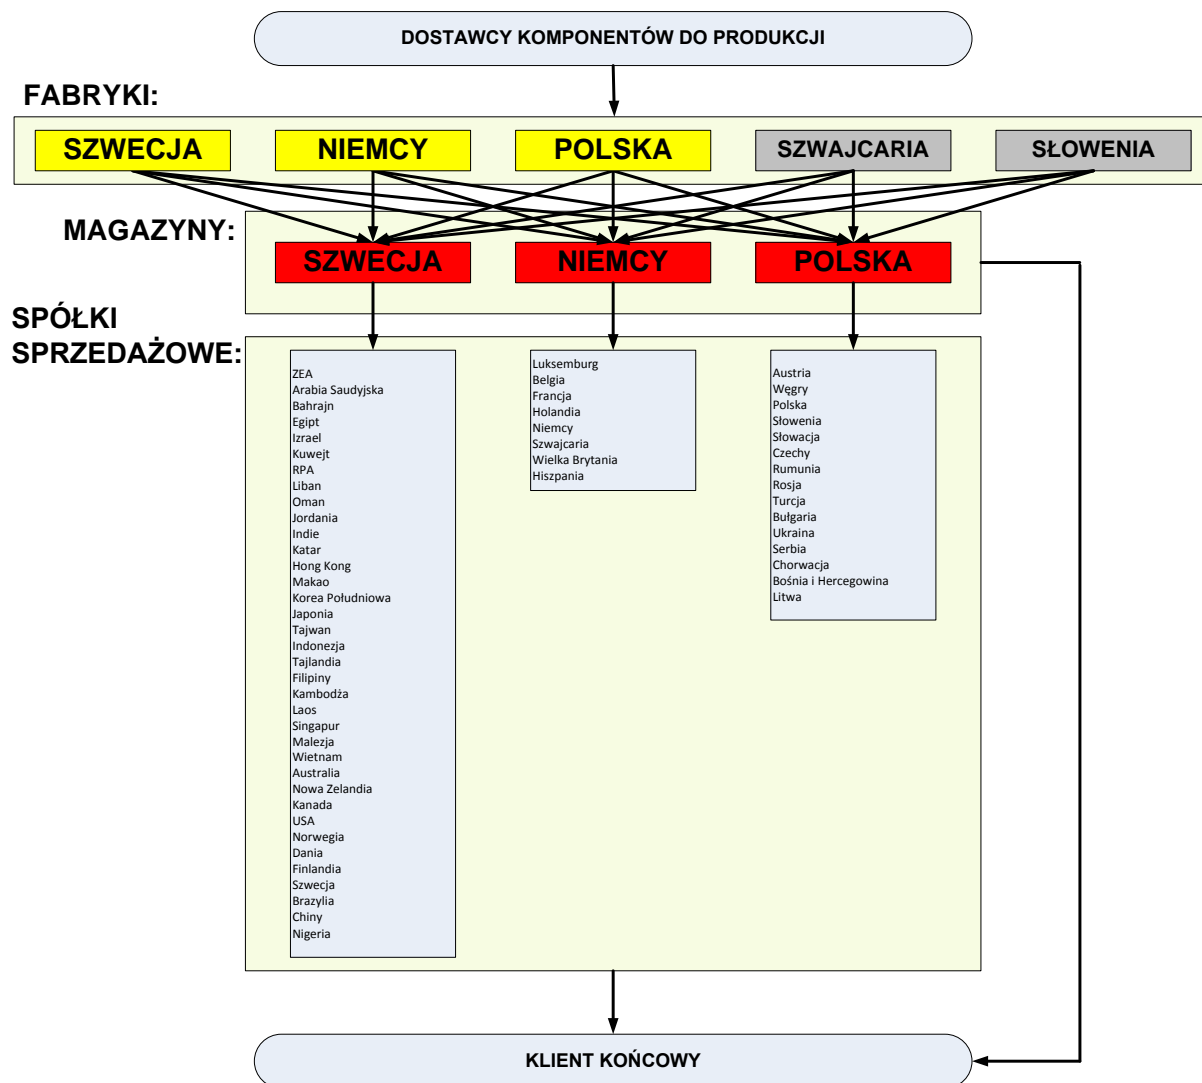 DOSTAWCY KOMPONENTÓW DO PRODUKCJI
FABRYKI:
SZWECJA
NIEMCY
POLSKA
SZWAJCARIA
SŁOWENIA
MAGAZYNY:
SZWECJA
NIEMCY
POLSKA
SPÓŁKI
SPRZEDAŻOWE:
ZEA
Arabia Saudyjska
Bahrajn
Egipt
Izrael
Kuwejt
RPA
Liban
Oman
Jordania
Indie
Katar
Hong Kong
Makao
Korea Południowa
Japonia
Tajwan
Indonezja
Tajlandia
Filipiny
Kambodża
Laos
Singapur
Malezja
Wietnam
Australia
Nowa Zelandia
Kanada
USA
Norwegia
Dania
Finlandia
Szwecja
Brazylia
Chiny
Nigeria
Luksemburg
Belgia
Francja
Holandia
Niemcy
Szwajcaria
Wielka Brytania
Hiszpania
Austria
Węgry
Polska
Słowenia
Słowacja
Czechy
Rumunia
Rosja
Turcja
Bułgaria
Ukraina
Serbia
Chorwacja
Bośnia i Hercegowina
Litwa
KLIENT KOŃCOWY